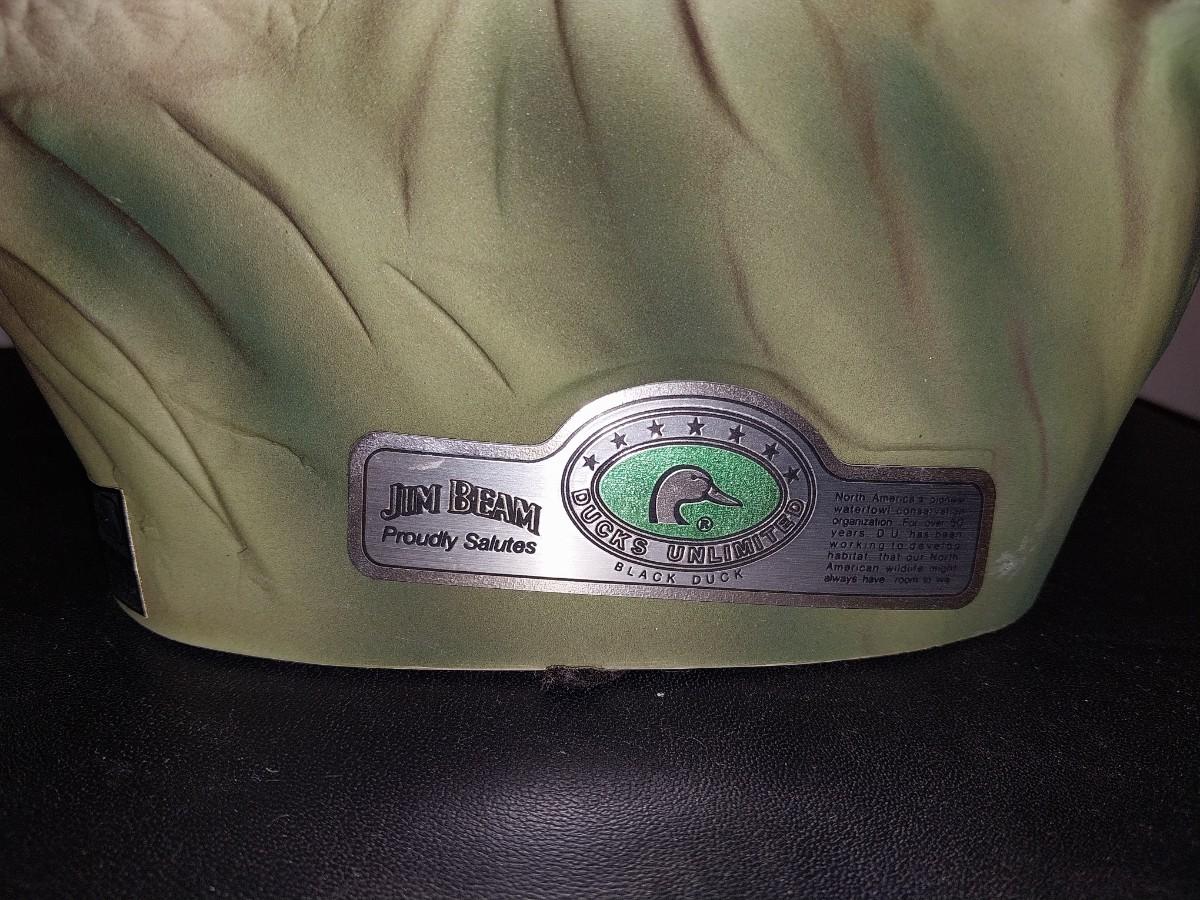 JIM BEAM
Proudly Salutes
DUCKS UNLIMITED
®
BLACK DUCK
North America's pioneer
waterfowl conservation
organization. For over 50
years, D.U. has been
working to develop
habitat, that our North
American wildlife might
always have room to